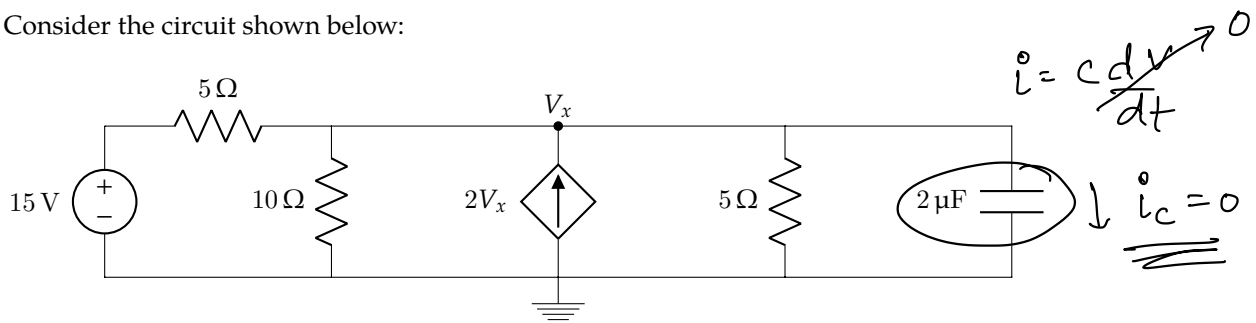 Consider the circuit shown below:
5 Ω
V_x
15 V
+
−
10 Ω
2V_x
5 Ω
2 µF
i = c dv/dt → 0
↓ i_c = 0